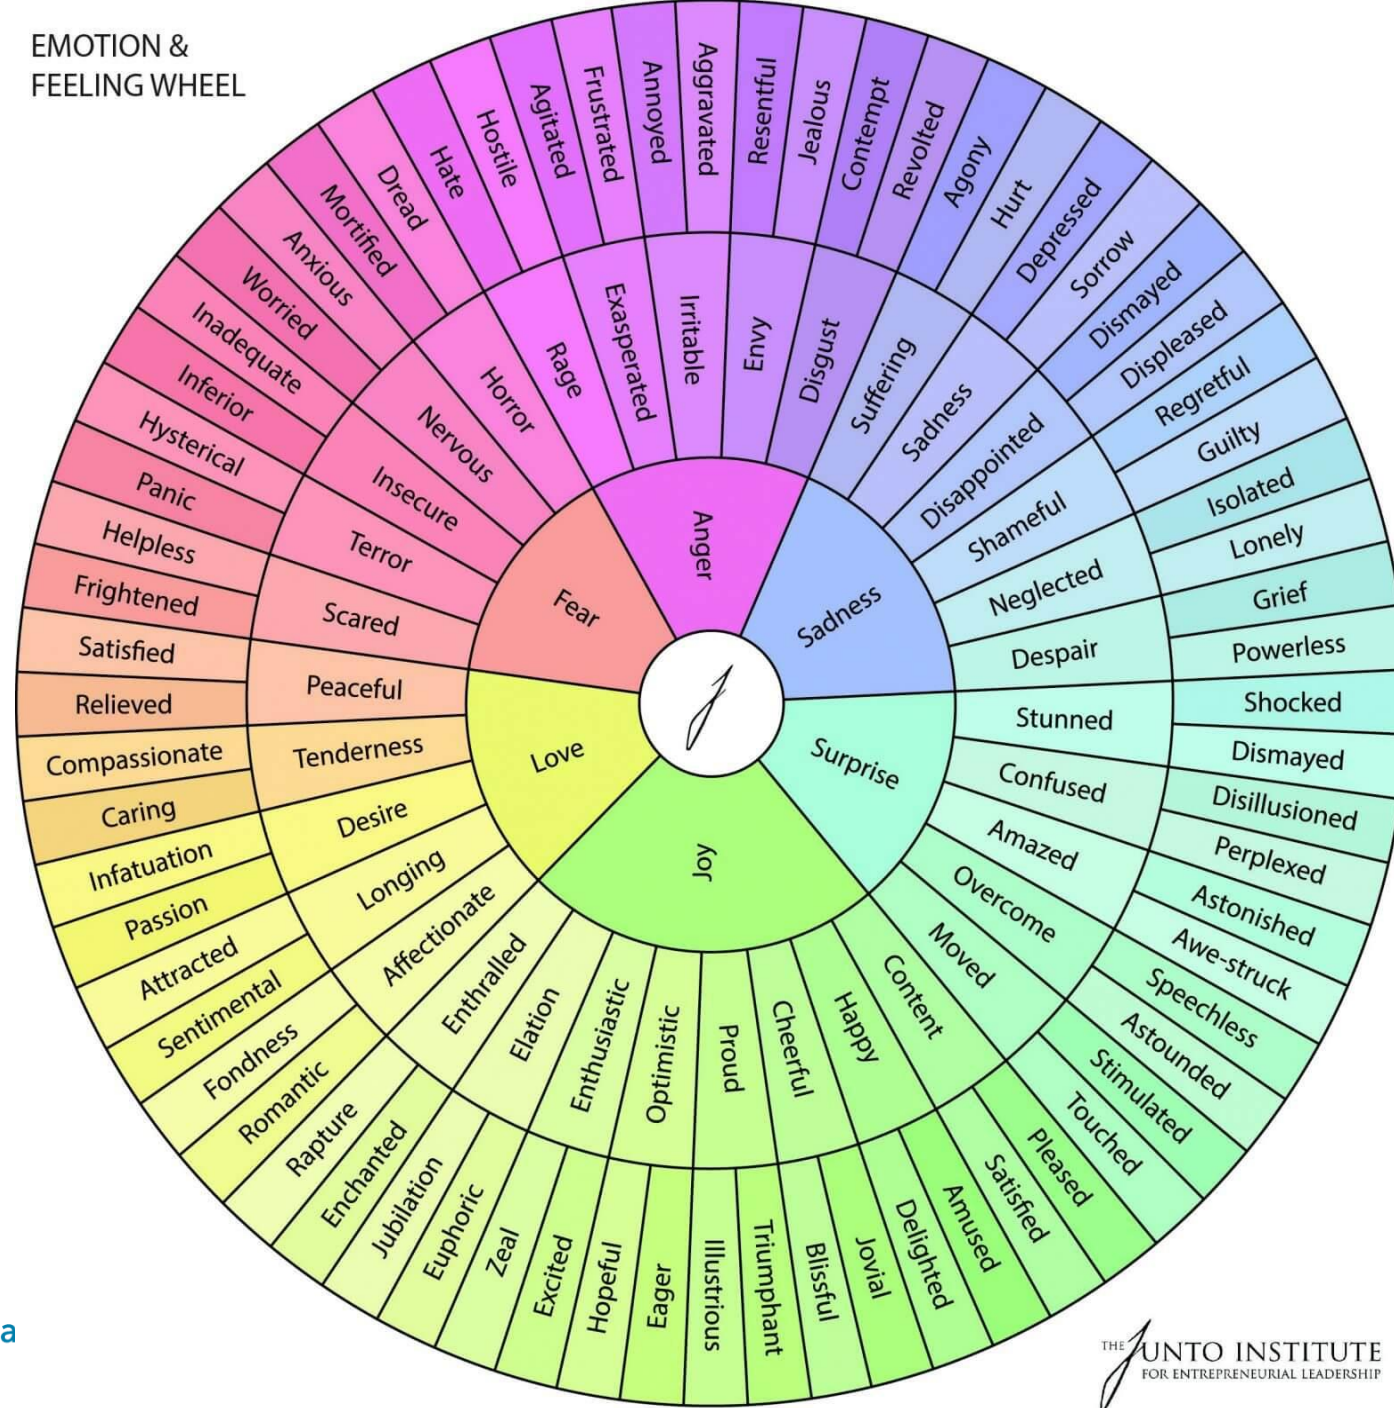 EMOTION &
FEELING WHEEL
Anger
Sadness
Surprise
Joy
Love
Fear
Rage
Exasperated
Irritable
Envy
Disgust
Suffering
Sadness
Disappointed
Shameful
Neglected
Despair
Stunned
Confused
Amazed
Overcome
Moved
Content
Happy
Cheerful
Proud
Optimistic
Enthusiastic
Elation
Enthralled
Affectionate
Longing
Desire
Tenderness
Peaceful
Scared
Terror
Insecure
Nervous
Horror
Hate
Hostile
Agitated
Frustrated
Annoyed
Aggravated
Resentful
Jealous
Contempt
Revolted
Agony
Hurt
Depressed
Sorrow
Dismayed
Displeased
Regretful
Guilty
Isolated
Lonely
Grief
Powerless
Shocked
Dismayed
Disillusioned
Perplexed
Astonished
Awe-struck
Speechless
Astounded
Stimulated
Touched
Pleased
Satisfied
Amused
Delighted
Jovial
Blissful
Triumphant
Illustrious
Eager
Hopeful
Excited
Zeal
Euphoric
Jubilation
Enchanted
Rapture
Romantic
Fondness
Sentimental
Attracted
Passion
Infatuation
Caring
Compassionate
Relieved
Satisfied
Frightened
Helpless
Panic
Hysterical
Inferior
Inadequate
Worried
Anxious
Mortified
Dread
a
THE JUNTO INSTITUTE
FOR ENTREPRENEURIAL LEADERSHIP